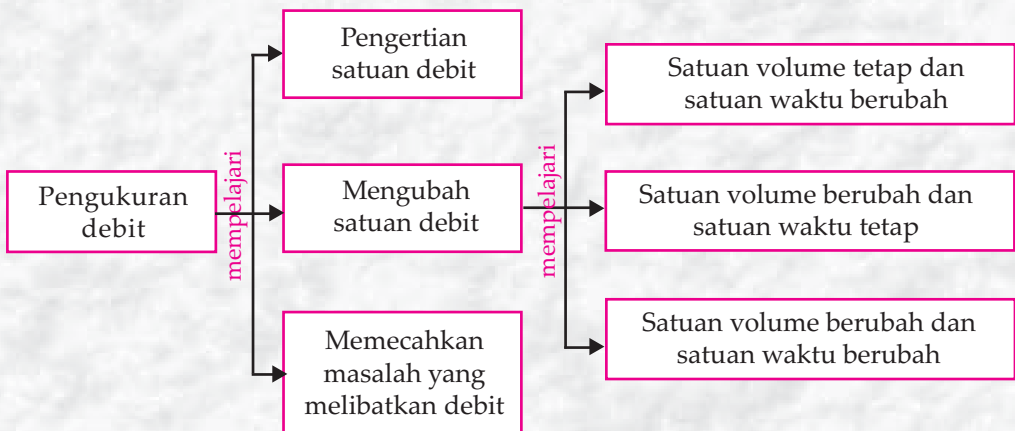 Pengukuran
debit
mempelajari
Pengertian
satuan debit
Mengubah
satuan debit
Memecahkan
masalah yang
melibatkan debit
mempelajari
Satuan volume tetap dan
satuan waktu berubah
Satuan volume berubah dan
satuan waktu tetap
Satuan volume berubah dan
satuan waktu berubah